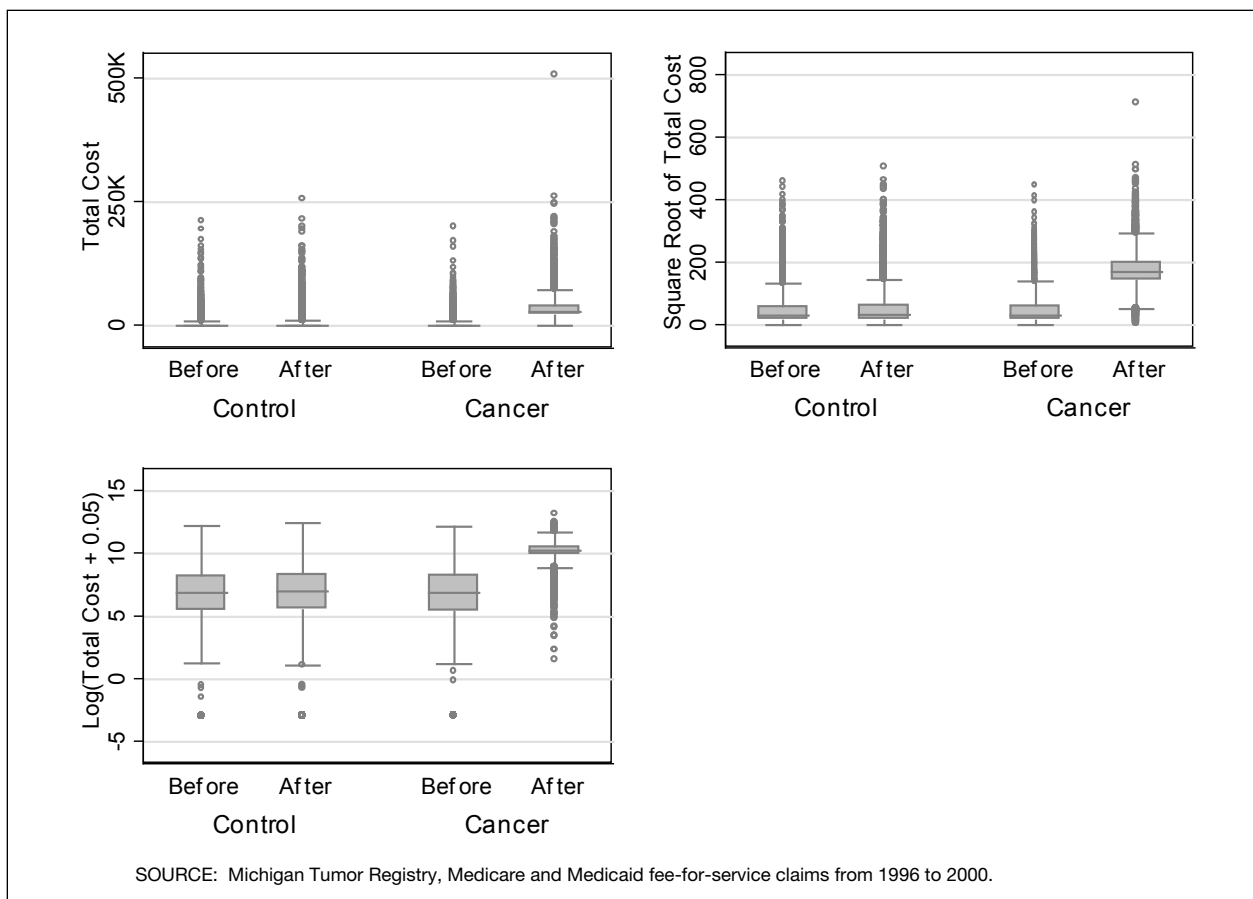 Total Cost
500K
250K
0
Before After Before After
Control Cancer
Square Root of Total Cost
800
600
400
200
0
Before After Before After
Control Cancer
Log(Total Cost + 0.05)
15
10
5
0
-5
Before After Before After
Control Cancer
SOURCE: Michigan Tumor Registry, Medicare and Medicaid fee-for-service claims from 1996 to 2000.